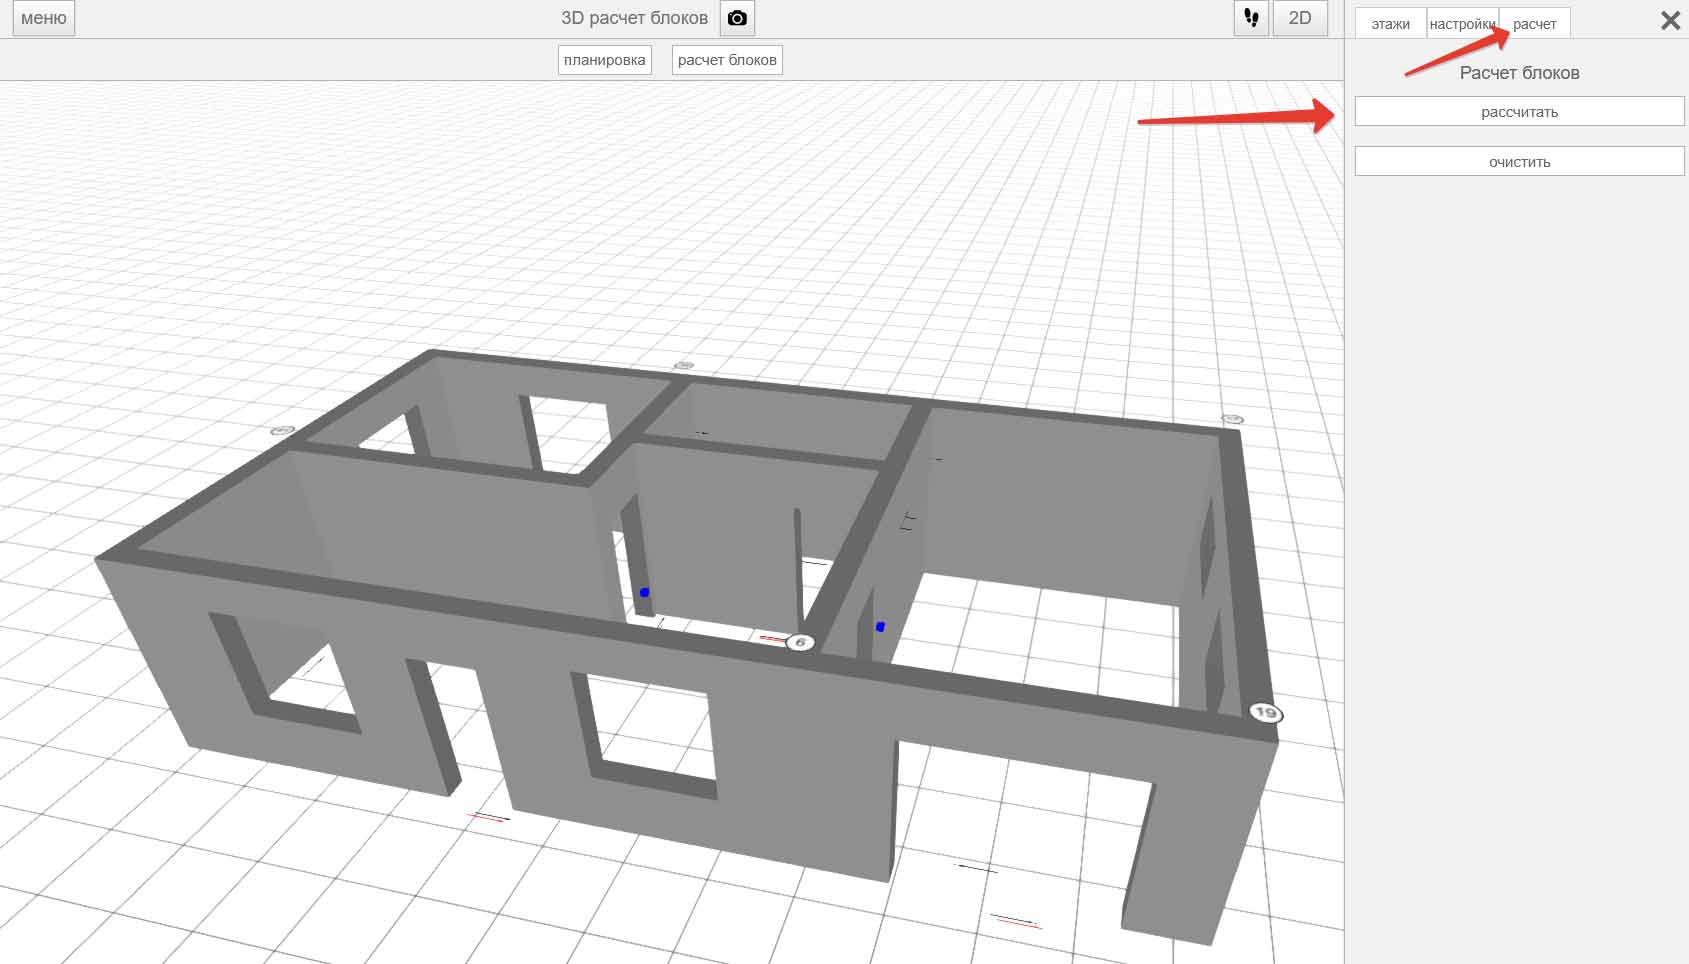 меню
3D расчет блоков
2D
этажи
настройки
расчет
планировка
расчет блоков
Расчет блоков
рассчитать
очистить
6
19